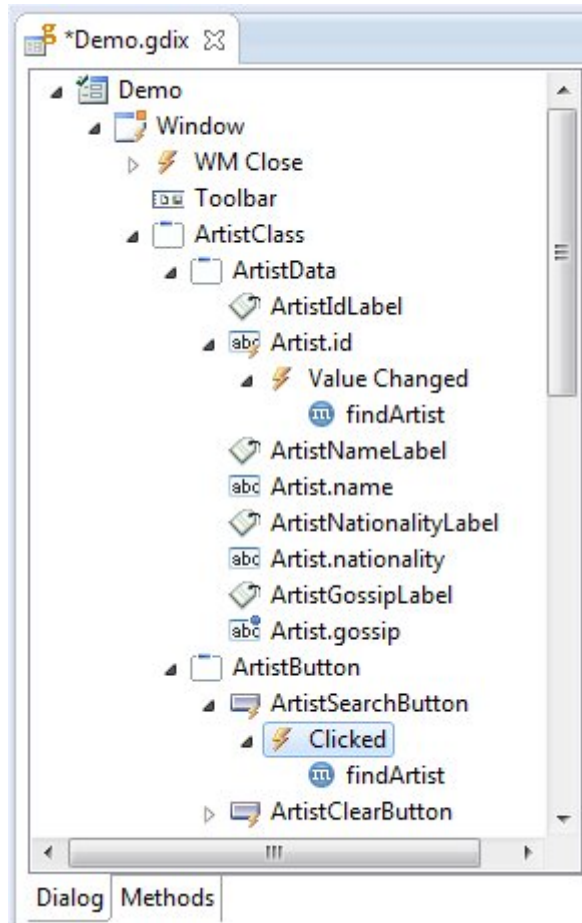 *Demo.gdix
Demo
Window
WM Close
Toolbar
ArtistClass
ArtistData
ArtistIdLabel
Artist.id
Value Changed
findArtist
ArtistNameLabel
Artist.name
ArtistNationalityLabel
Artist.nationality
ArtistGossipLabel
Artist.gossip
ArtistButton
ArtistSearchButton
Clicked
findArtist
ArtistClearButton
Dialog Methods